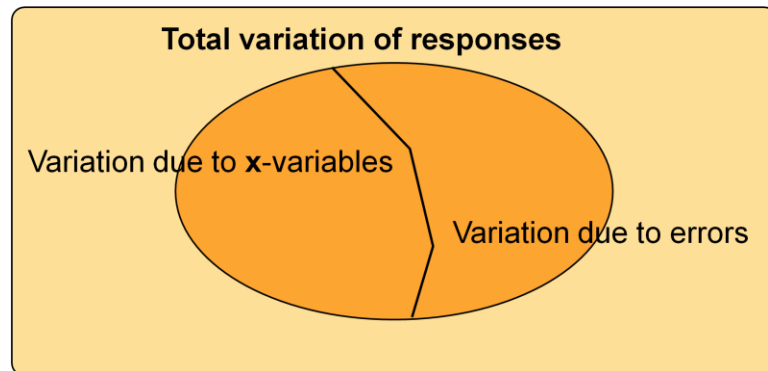 Total variation of responses
Variation due to x-variables
Variation due to errors